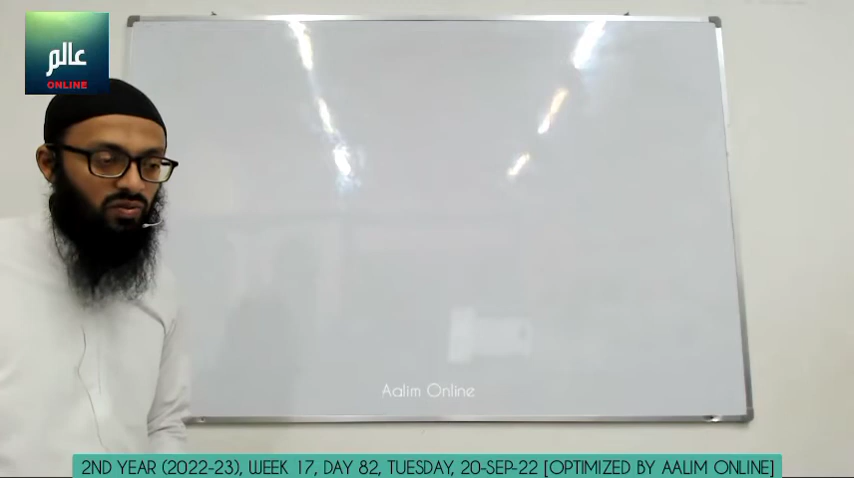 عالم
ONLINE
Aalim Online
2ND YEAR (2022-23), WEEK 17, DAY 82, TUESDAY, 20-SEP-22 [OPTIMIZED BY AALIM ONLINE]